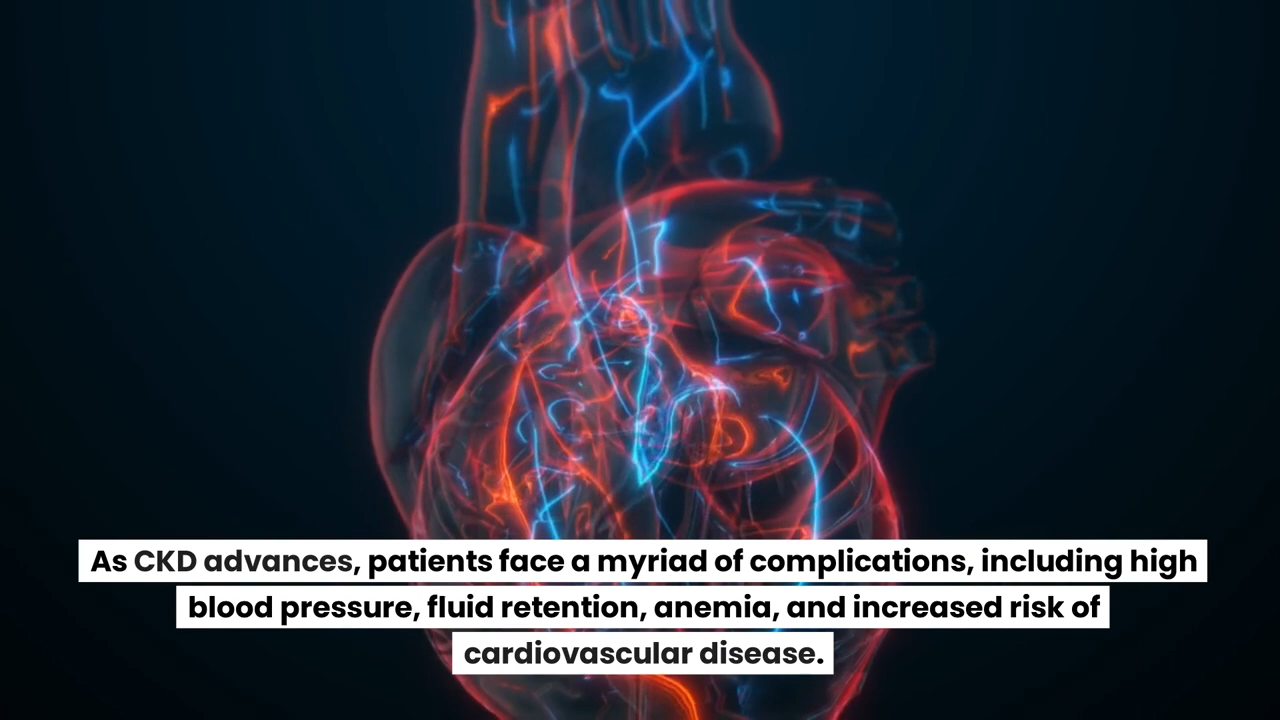 As CKD advances, patients face a myriad of complications, including high
blood pressure, fluid retention, anemia, and increased risk of
cardiovascular disease.